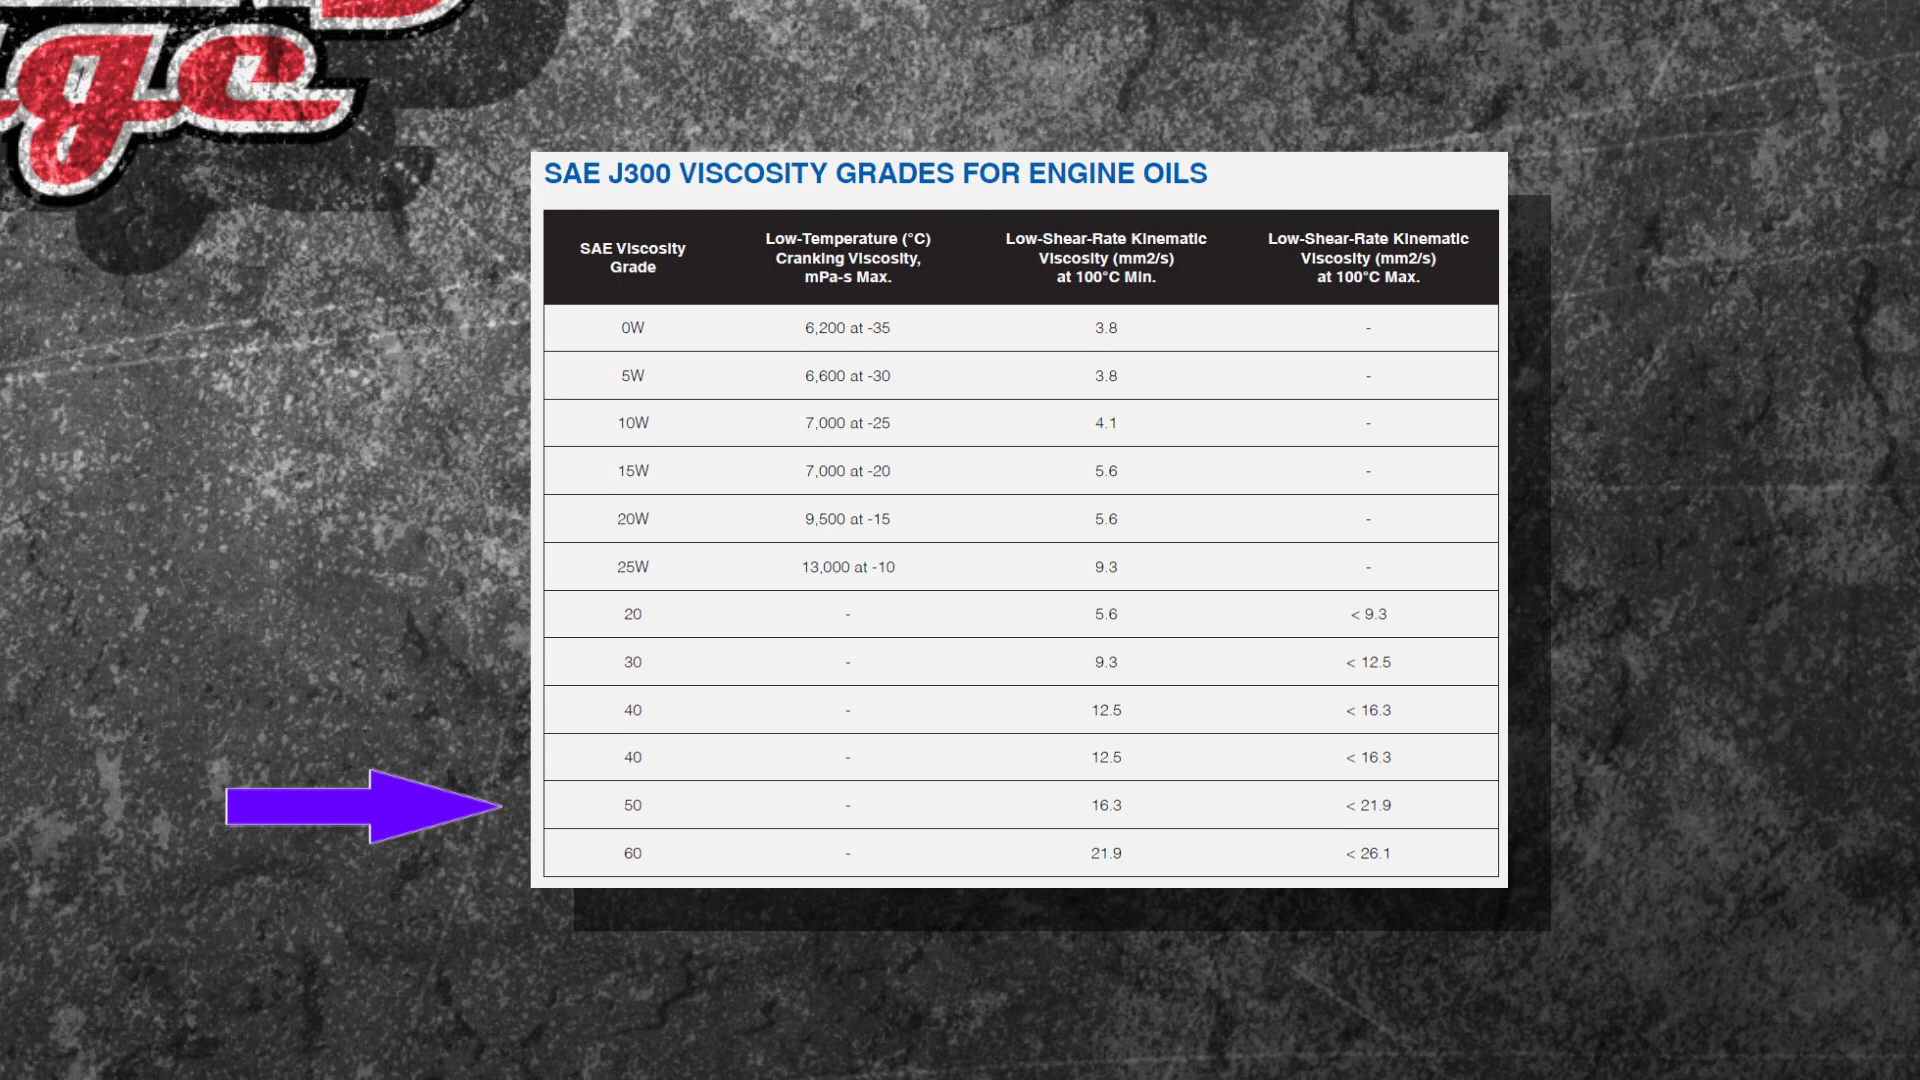 gc
SAE J300 VISCOSITY GRADES FOR ENGINE OILS
SAE Viscosity
Grade
Low-Temperature (°C)
Cranking Viscosity,
mPa-s Max.
Low-Shear-Rate Kinematic
Viscosity (mm2/s)
at 100°C Min.
Low-Shear-Rate Kinematic
Viscosity (mm2/s)
at 100°C Max.
0W 6,200 at -35 3.8 -
5W 6,600 at -30 3.8 -
10W 7,000 at -25 4.1 -
15W 7,000 at -20 5.6 -
20W 9,500 at -15 5.6 -
25W 13,000 at -10 9.3 -
20 - 5.6 < 9.3
30 - 9.3 < 12.5
40 - 12.5 < 16.3
40 - 12.5 < 16.3
50 - 16.3 < 21.9
60 - 21.9 < 26.1